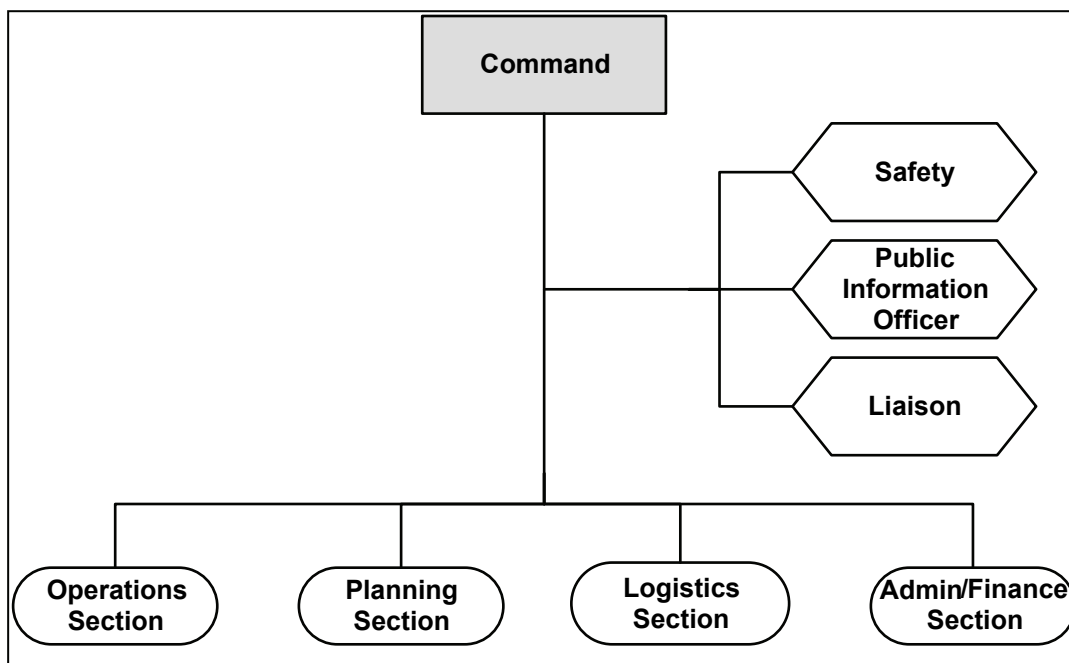 Command
Safety
Public
Information
Officer
Liaison
Operations
Section
Planning
Section
Logistics
Section
Admin/Finance
Section